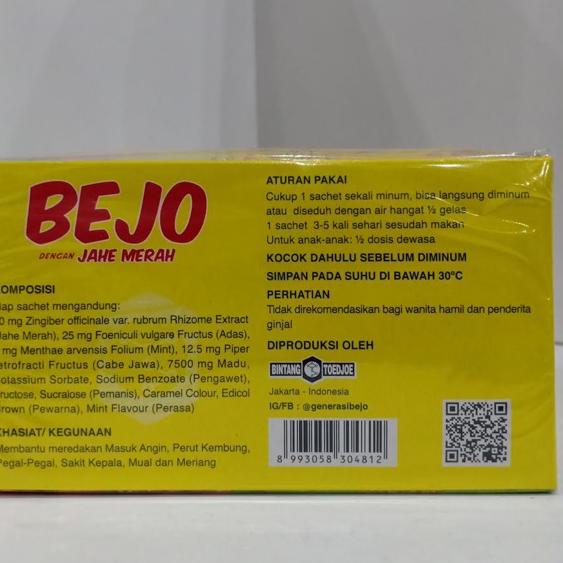 BEJO
DENGAN JAHE MERAH
OMPOSISI
ap sachet mengandung:
0 mg Zingiber officinale var. rubrum Rhizome Extract
Jahe Merah), 25 mg Foeniculi vulgare Fructus (Adas),
mg Menthae arvensis Folium (Mint), 12.5 mg Piper
etrofracti Fructus (Cabe Jawa), 7500 mg Madu,
otassium Sorbate, Sodium Benzoate (Pengawet),
ructose, Sucralose (Pemanis), Caramel Colour, Edicol
rown (Pewarna), Mint Flavour (Perasa)
KHASIAT/ KEGUNAAN
Membantu meredakan Masuk Angin, Perut Kembung,
Pegal-Pegal, Sakit Kepala, Mual dan Meriang
ATURAN PAKAI
Cukup 1 sachet sekali minum, bisa langsung diminum
atau diseduh dengan air hangat ½ gelas
1 sachet 3-5 kali sehari sesudah makan
Untuk anak-anak: ½ dosis dewasa
KOCOK DAHULU SEBELUM DIMINUM
SIMPAN PADA SUHU DI BAWAH 30ºC
PERHATIAN
Tidak direkomendasikan bagi wanita hamil dan penderita
ginjal
DIPRODUKSI OLEH
BINTANG TOEDJOE
Jakarta - Indonesia
IG/FB : @generasibejo
8 993058 304812